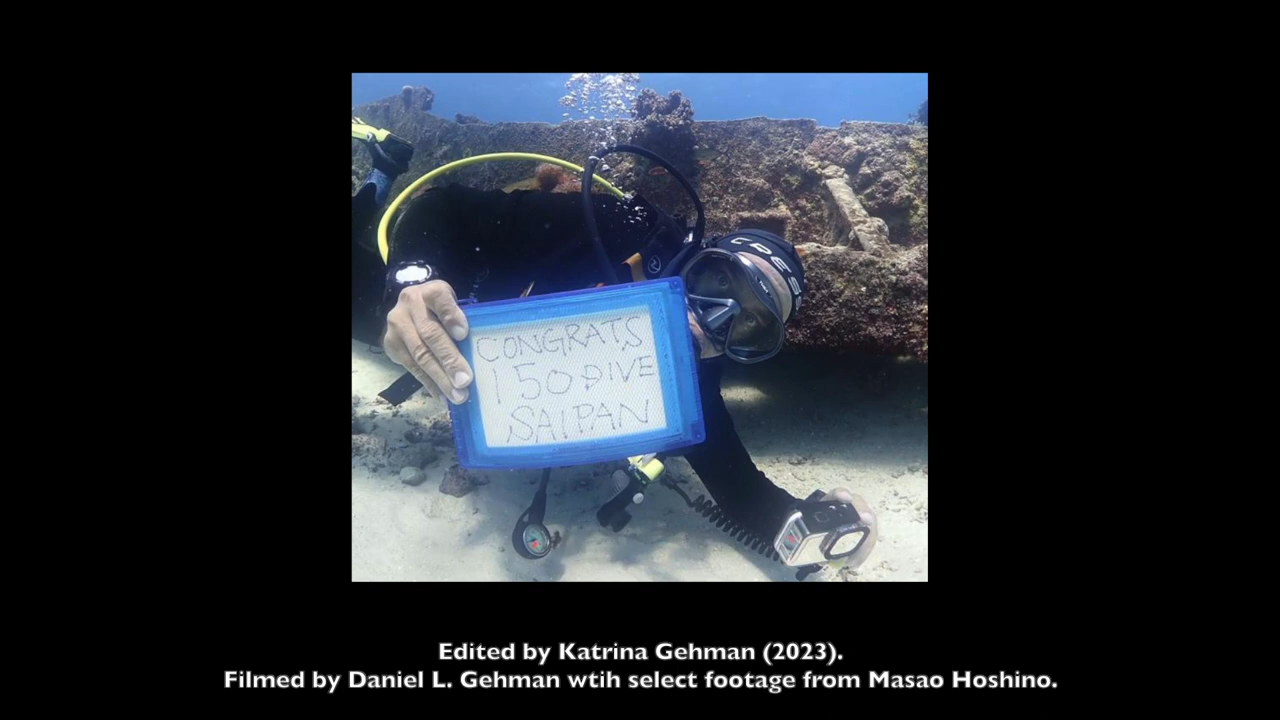 CRESS
CONGRATS
150 DIVE
SAIPAN
Edited by Katrina Gehman (2023).
Filmed by Daniel L. Gehman wtih select footage from Masao Hoshino.